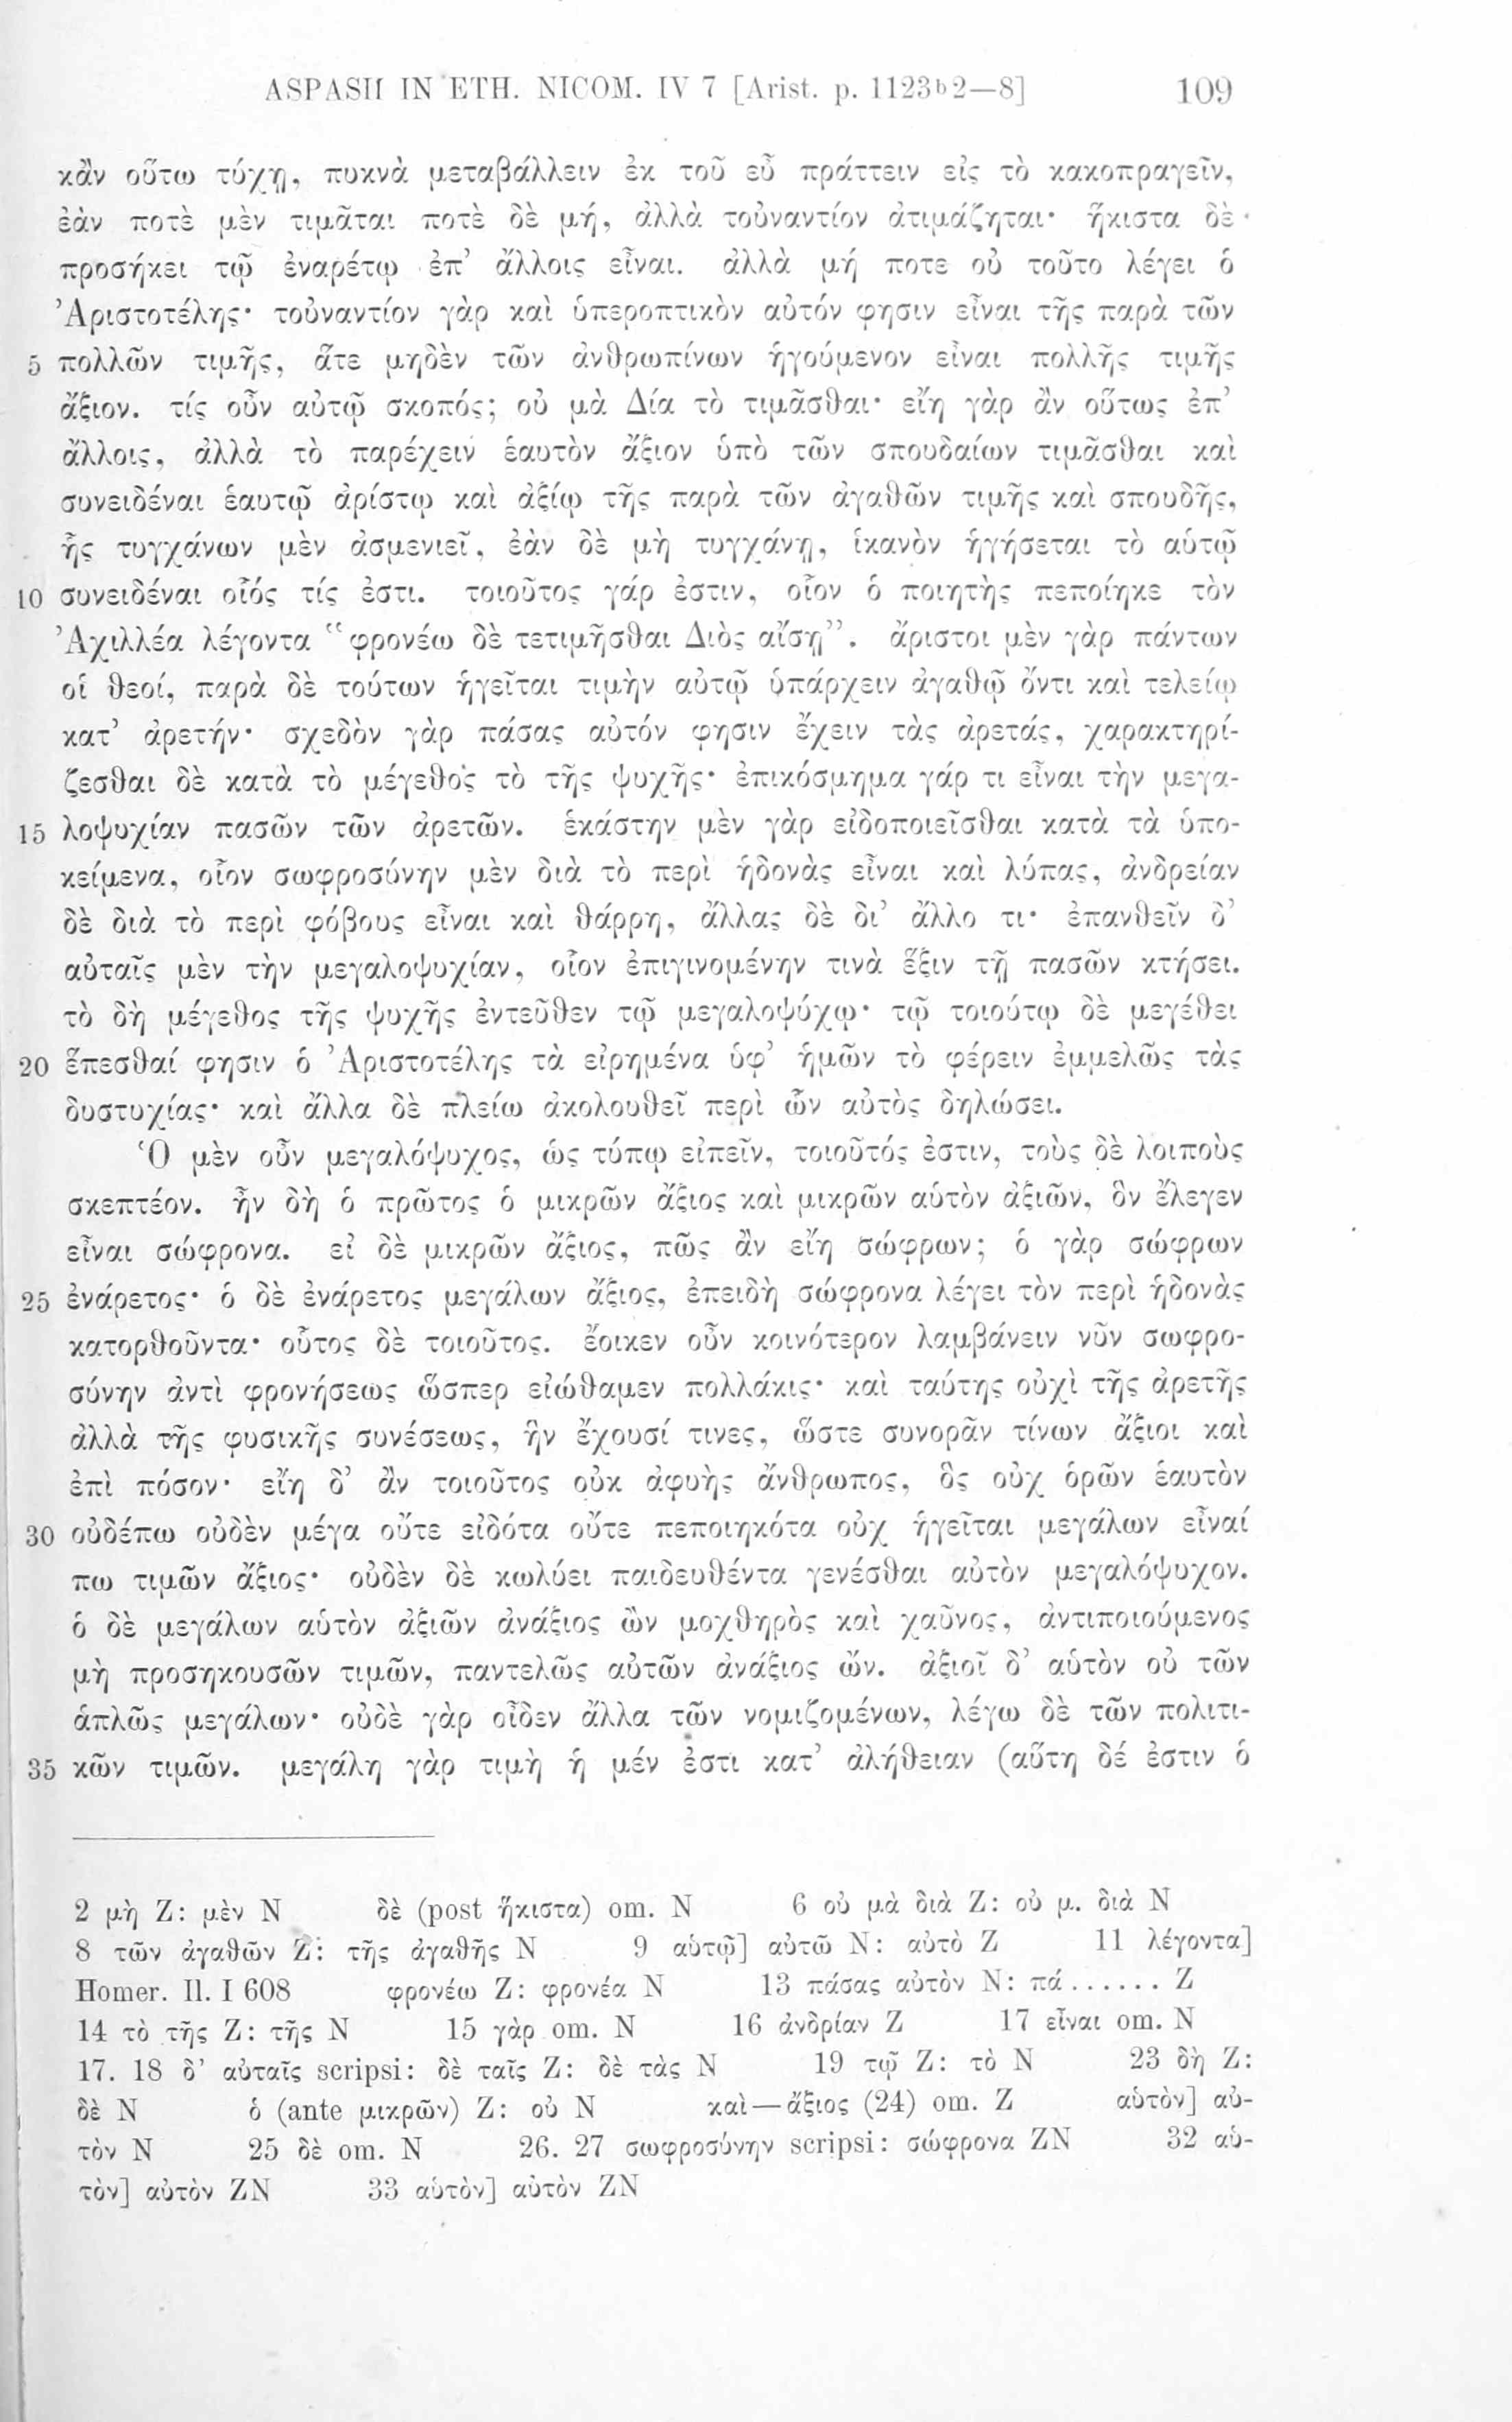 ASPASII IN ETH. NICOM. IV 7 [Arist. p. 1123b2—8] 109
κἂν οὕτω τύχῃ, πυκνὰ μεταβάλλειν ἐκ τοῦ εὖ πράττειν εἰς τὸ κακοπραγεῖν,
ἐὰν ποτὲ μὲν τιμᾶται ποτὲ δὲ μή, ἀλλὰ τοὐναντίον ἀτιμάζηται· ἥκιστα δὲ
προσήκει τῷ ἐναρέτῳ ἐπ’ ἄλλοις εἶναι. ἀλλὰ μή ποτε οὐ τοῦτο λέγει ὁ
Ἀριστοτέλης· τοὐναντίον γὰρ καὶ ὑπεροπτικὸν αὐτόν φησιν εἶναι τῆς παρὰ τῶν
5 πολλῶν τιμῆς, ἅτε μηδὲν τῶν ἀνθρωπίνων ἡγούμενον εἶναι πολλῆς τιμῆς
ἄξιον. τίς οὖν αὐτῷ σκοπός; οὐ μὰ Δία τὸ τιμᾶσθαι· εἴη γὰρ ἂν οὕτως ἐπ’
ἄλλοις, ἀλλὰ τὸ παρέχειν ἑαυτὸν ἄξιον ὑπὸ τῶν σπουδαίων τιμᾶσθαι καὶ
συνειδέναι ἑαυτῷ ἀρίστῳ καὶ ἀξίῳ τῆς παρὰ τῶν ἀγαθῶν τιμῆς καὶ σπουδῆς,
ἧς τυγχάνων μὲν ἀσμενιεῖ, ἐὰν δὲ μὴ τυγχάνῃ, ἱκανὸν ἡγήσεται τὸ αὑτῷ
10 συνειδέναι οἷός τίς ἐστι. τοιοῦτος γάρ ἐστιν, οἷον ὁ ποιητὴς πεποίηκε τὸν
Ἀχιλλέα λέγοντα “φρονέω δὲ τετιμῆσθαι Διὸς αἴσῃ”. ἄριστοι μὲν γὰρ πάντων
οἱ θεοί, παρὰ δὲ τούτων ἡγεῖται τιμὴν αὐτῷ ὑπάρχειν ἀγαθῷ ὄντι καὶ τελείῳ
κατ’ ἀρετήν· σχεδὸν γὰρ πάσας αὐτόν φησιν ἔχειν τὰς ἀρετάς, χαρακτηρί-
ζεσθαι δὲ κατὰ τὸ μέγεθος τὸ τῆς ψυχῆς· ἐπικόσμημα γάρ τι εἶναι τὴν μεγα-
15 λοψυχίαν πασῶν τῶν ἀρετῶν. ἑκάστην μὲν γὰρ εἰδοποιεῖσθαι κατὰ τὰ ὑπο-
κείμενα, οἷον σωφροσύνην μὲν διὰ τὸ περὶ ἡδονὰς εἶναι καὶ λύπας, ἀνδρείαν
δὲ διὰ τὸ περὶ φόβους εἶναι καὶ θάρρη, ἄλλας δὲ δι’ ἄλλο τι· ἐπανθεῖν δ’
αὐταῖς μὲν τὴν μεγαλοψυχίαν, οἷον ἐπιγινομένην τινὰ ἕξιν τῇ πασῶν κτήσει.
τὸ δὴ μέγεθος τῆς ψυχῆς ἐντεῦθεν τῷ μεγαλοψύχῳ· τῷ τοιούτῳ δὲ μεγέθει
20 ἕπεσθαί φησιν ὁ Ἀριστοτέλης τὰ εἰρημένα ὑφ’ ἡμῶν τὸ φέρειν ἐμμελῶς τὰς
δυστυχίας· καὶ ἄλλα δὲ πλείω ἀκολουθεῖ περὶ ὧν αὐτὸς δηλώσει.
Ὁ μὲν οὖν μεγαλόψυχος, ὡς τύπῳ εἰπεῖν, τοιοῦτός ἐστιν, τοὺς δὲ λοιποὺς
σκεπτέον. ἦν δὴ ὁ πρῶτος ὁ μικρῶν ἄξιος καὶ μικρῶν αὑτὸν ἀξιῶν, ὃν ἔλεγεν
εἶναι σώφρονα. εἰ δὲ μικρῶν ἄξιος, πῶς ἂν εἴη σώφρων; ὁ γὰρ σώφρων
25 ἐνάρετος· ὁ δὲ ἐνάρετος μεγάλων ἄξιος, ἐπειδὴ σώφρονα λέγει τὸν περὶ ἡδονὰς
κατορθοῦντα· οὗτος δὲ τοιοῦτος. ἔοικεν οὖν κοινότερον λαμβάνειν νῦν σωφρο-
σύνην ἀντὶ φρονήσεως ὥσπερ εἰώθαμεν πολλάκις· καὶ ταύτης οὐχὶ τῆς ἀρετῆς
ἀλλὰ τῆς φυσικῆς συνέσεως, ἣν ἔχουσί τινες, ὥστε συνορᾶν τίνων ἄξιοι καὶ
ἐπὶ πόσον· εἴη δ’ ἂν τοιοῦτος οὐκ ἀφυὴς ἄνθρωπος, ὃς οὐχ ὁρῶν ἑαυτὸν
30 οὐδέπω οὐδὲν μέγα οὔτε εἰδότα οὔτε πεποιηκότα οὐχ ἡγεῖται μεγάλων εἶναί
πω τιμῶν ἄξιος· οὐδὲν δὲ κωλύει παιδευθέντα γενέσθαι αὐτὸν μεγαλόψυχον.
ὁ δὲ μεγάλων αὑτὸν ἀξιῶν ἀνάξιος ὢν μοχθηρὸς καὶ χαῦνος, ἀντιποιούμενος
μὴ προσηκουσῶν τιμῶν, παντελῶς αὐτῶν ἀνάξιος ὤν. ἀξιοῖ δ’ αὑτὸν οὐ τῶν
ἁπλῶς μεγάλων· οὐδὲ γὰρ οἶδεν ἄλλα τῶν νομιζομένων, λέγω δὲ τῶν πολιτι-
35 κῶν τιμῶν. μεγάλη γὰρ τιμὴ ἡ μέν ἐστι κατ’ ἀλήθειαν (αὕτη δέ ἐστιν ὁ
2 μὴ Z: μὲν N δὲ (post ἥκιστα) om. N 6 οὐ μὰ διὰ Z: οὐ μ. διὰ N
8 τῶν ἀγαθῶν Z: τῆς ἀγαθῆς N 9 αὑτῷ] αὐτῶ N: αὐτὸ Z 11 λέγοντα]
Homer. Il. I 608 φρονέω Z: φρονέα N 13 πάσας αὐτὸν N: πά ...... Z
14 τὸ τῆς Z: τῆς N 15 γὰρ om. N 16 ἀνδρίαν Z 17 εἶναι om. N
17. 18 δ’ αὐταῖς scripsi: δὲ ταῖς Z: δὲ τὰς N 19 τῷ Z: τὸ N 23 δὴ Z:
δὲ N ὁ (ante μικρῶν) Z: οὐ N καὶ—ἄξιος (24) om. Z αὑτὸν] αὐ-
τὸν N 25 δὲ om. N 26. 27 σωφροσύνην scripsi: σώφρονα ZN 32 αὑ-
τὸν] αὐτὸν ZN 33 αὑτὸν] αὐτὸν ZN